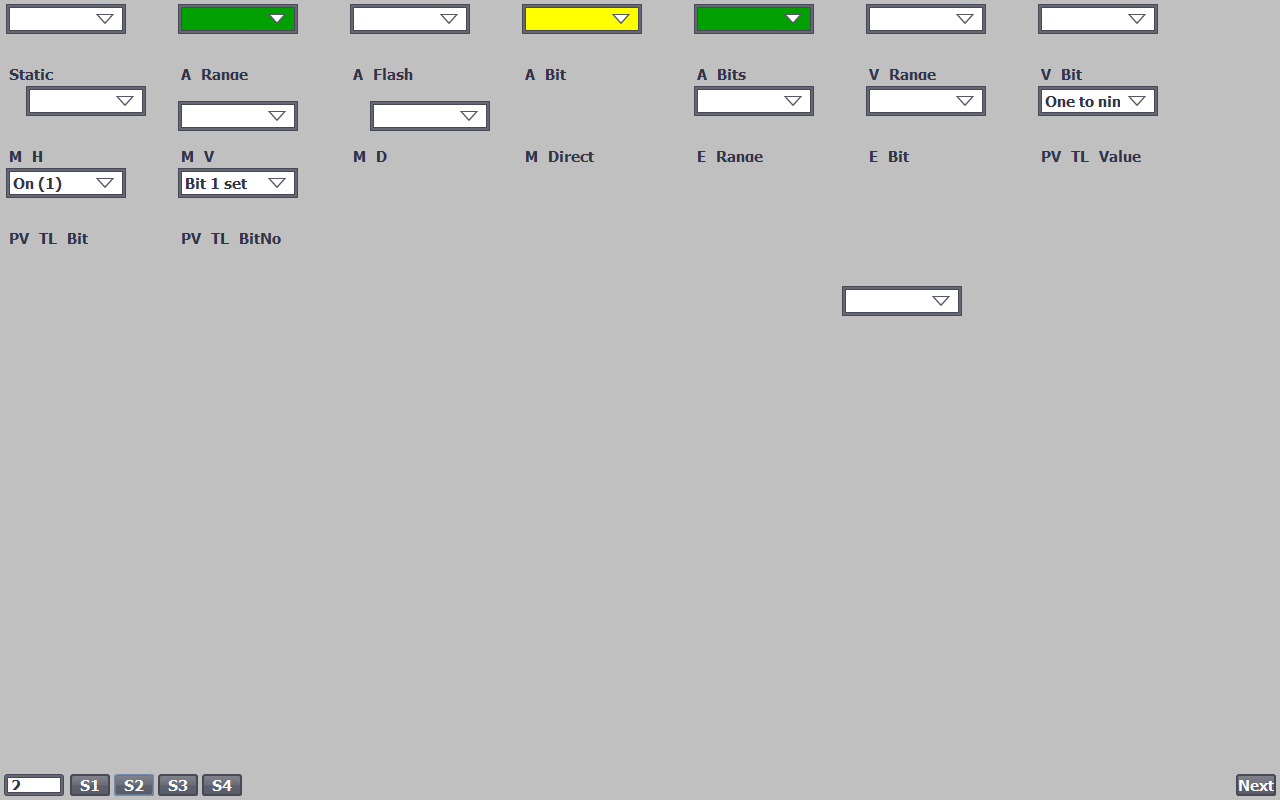 Static A Range A Flash A Bit A Bits V Range V Bit
One to nin
M H M V M D M Direct E Range E Bit PV TL Value
On (1) Bit 1 set
PV TL Bit PV TL BitNo
2 S1 S2 S3 S4 Next